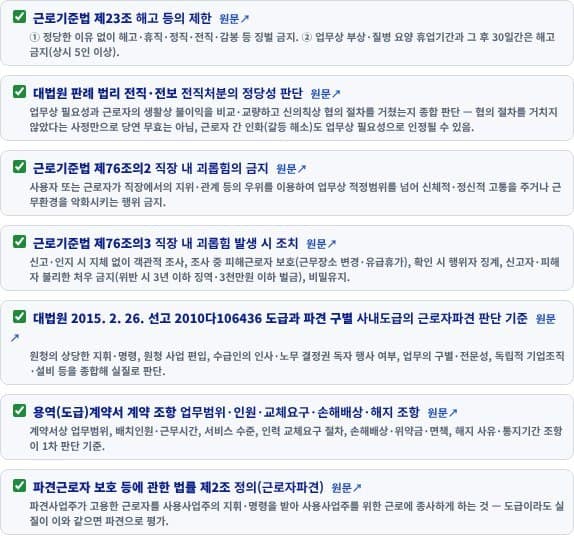 근로기준법 제23조 해고 등의 제한 원문↗
① 정당한 이유 없이 해고·휴직·정직·전직·감봉 등 징벌 금지. ② 업무상 부상·질병 요양 휴업기간과 그 후 30일간은 해고
금지(상시 5인 이상).
대법원 판례 법리 전직·전보 전직처분의 정당성 판단 원문↗
업무상 필요성과 근로자의 생활상 불이익을 비교·교량하고 신의칙상 협의 절차를 거쳤는지 종합 판단 — 협의 절차를 거치지
않았다는 사정만으로 당연 무효는 아님, 근로자 간 인화(갈등 해소)도 업무상 필요성으로 인정될 수 있음.
근로기준법 제76조의2 직장 내 괴롭힘의 금지 원문↗
사용자 또는 근로자가 직장에서의 지위·관계 등의 우위를 이용하여 업무상 적정범위를 넘어 신체적·정신적 고통을 주거나 근
무환경을 악화시키는 행위 금지.
근로기준법 제76조의3 직장 내 괴롭힘 발생 시 조치 원문↗
신고·인지 시 지체 없이 객관적 조사, 조사 중 피해근로자 보호(근무장소 변경·유급휴가), 확인 시 행위자 징계, 신고자·피해
자 불리한 처우 금지(위반 시 3년 이하 징역·3천만원 이하 벌금), 비밀유지.
대법원 2015. 2. 26. 선고 2010다106436 도급과 파견 구별 사내도급의 근로자파견 판단 기준 원문
↗
원청의 상당한 지휘·명령, 원청 사업 편입, 수급인의 인사·노무 결정권 독자 행사 여부, 업무의 구별·전문성, 독립적 기업조직
·설비 등을 종합해 실질로 판단.
용역(도급)계약서 계약 조항 업무범위·인원·교체요구·손해배상·해지 조항 원문↗
계약서상 업무범위, 배치인원·근무시간, 서비스 수준, 인력 교체요구 절차, 손해배상·위약금·면책, 해지 사유·통지기간 조항
이 1차 판단 기준.
파견근로자 보호 등에 관한 법률 제2조 정의(근로자파견) 원문↗
파견사업주가 고용한 근로자를 사용사업주의 지휘·명령을 받아 사용사업주를 위한 근로에 종사하게 하는 것 — 도급이라도 실
질이 이와 같으면 파견으로 평가.